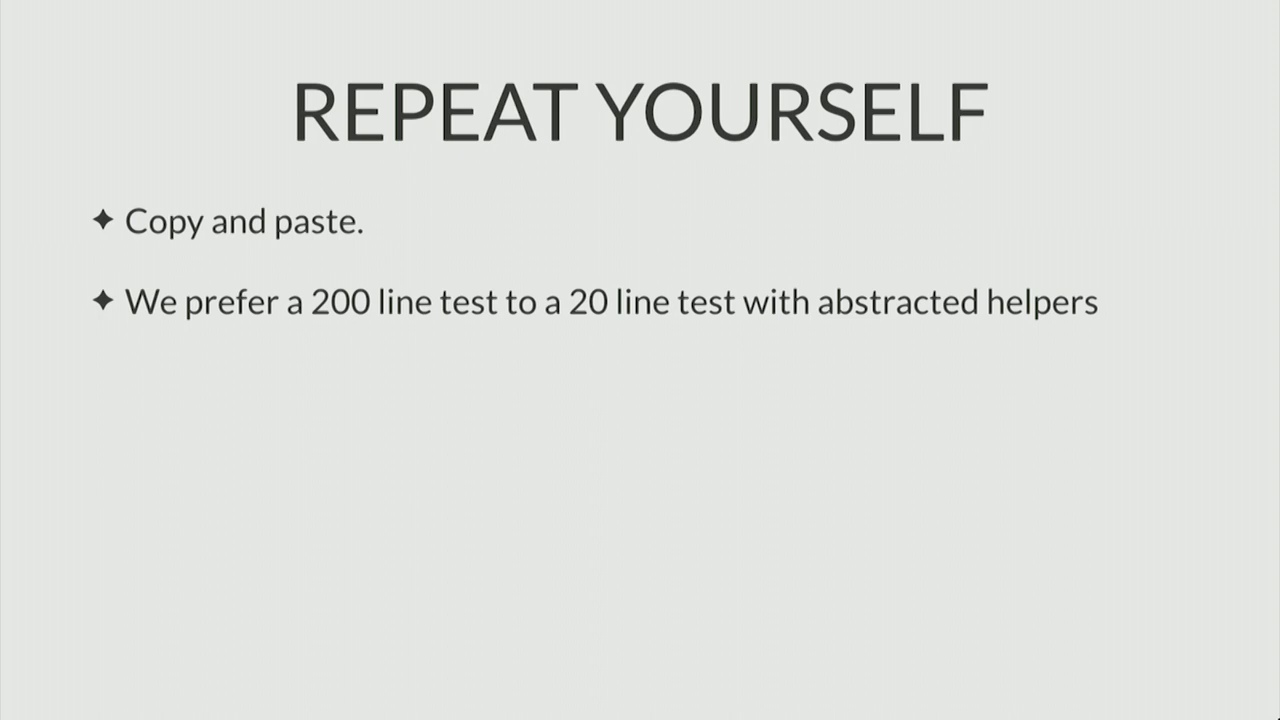 REPEAT YOURSELF
✦ Copy and paste.
✦ We prefer a 200 line test to a 20 line test with abstracted helpers